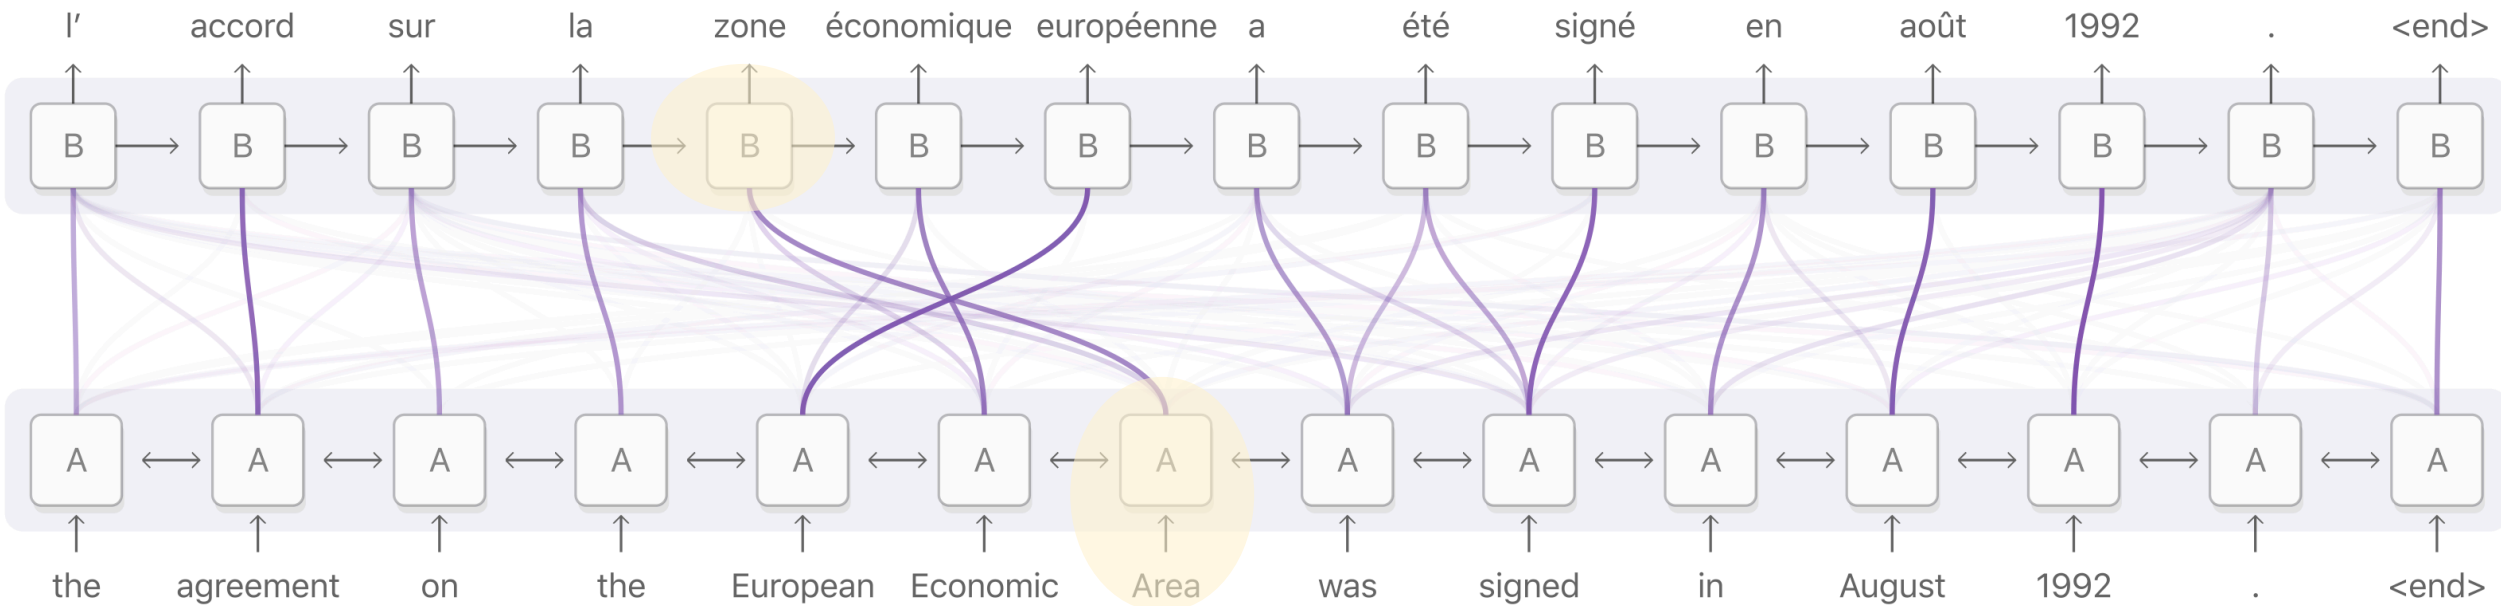 l’ accord sur la zone économique européenne a été signé en août 1992 . <end>
B B B B B B B B B B B B B B B
A A A A A A A A A A A A A A
the agreement on the European Economic Area was signed in August 1992 . <end>